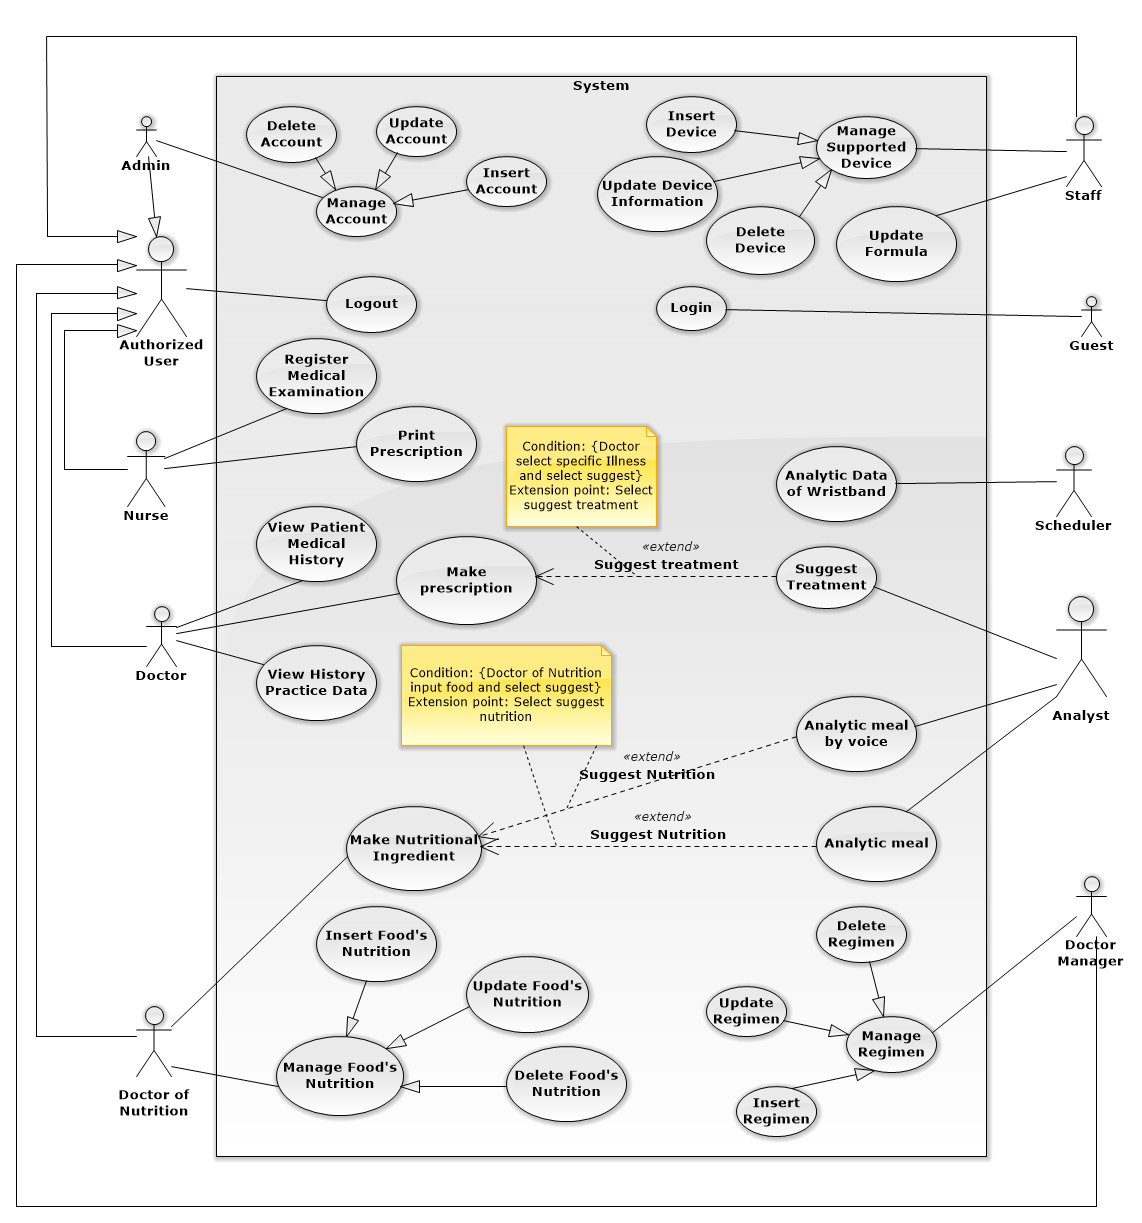 System
Delete
Account
Update
Account
Insert
Account
Manage
Account
Insert
Device
Manage
Supported
Device
Update Device
Information
Delete
Device
Update
Formula
Admin
Staff
Authorized
User
Logout
Login
Guest
Register
Medical
Examination
Print
Prescription
Nurse
Condition: {Doctor
select specific Illness
and select suggest}
Extension point: Select
suggest treatment
Analytic Data
of Wristband
Scheduler
View Patient
Medical
History
Make
prescription
«extend»
Suggest treatment
Suggest
Treatment
Doctor
View History
Practice Data
Condition: {Doctor of Nutrition
input food and select suggest}
Extension point: Select suggest
nutrition
Analyst
Analytic meal
by voice
«extend»
Suggest Nutrition
«extend»
Suggest Nutrition
Make Nutritional
Ingredient
Analytic meal
Insert Food's
Nutrition
Update Food's
Nutrition
Manage Food's
Nutrition
Delete Food's
Nutrition
Doctor of
Nutrition
Delete
Regimen
Update
Regimen
Manage
Regimen
Insert
Regimen
Doctor
Manager